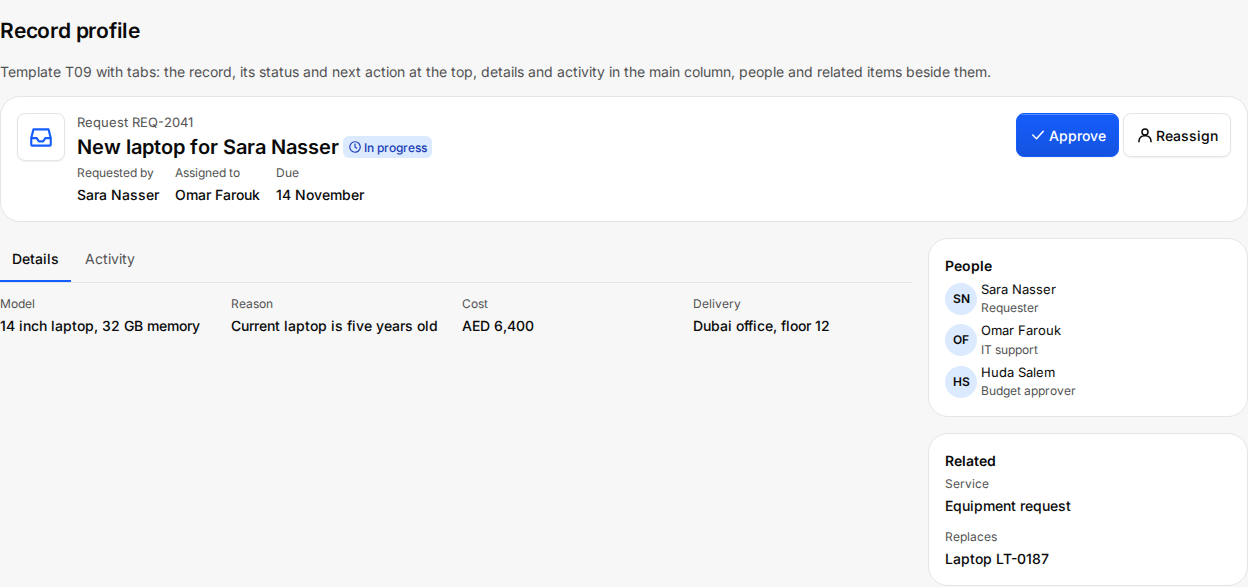 Record profile
Template T09 with tabs: the record, its status and next action at the top, details and activity in the main column, people and related items beside them.
Request REQ-2041
New laptop for Sara Nasser In progress
Requested by Assigned to Due
Sara Nasser Omar Farouk 14 November
Approve Reassign
Details Activity
Model Reason Cost Delivery
14 inch laptop, 32 GB memory Current laptop is five years old AED 6,400 Dubai office, floor 12
People
SN Sara Nasser
Requester
OF Omar Farouk
IT support
HS Huda Salem
Budget approver
Related
Service
Equipment request
Replaces
Laptop LT-0187